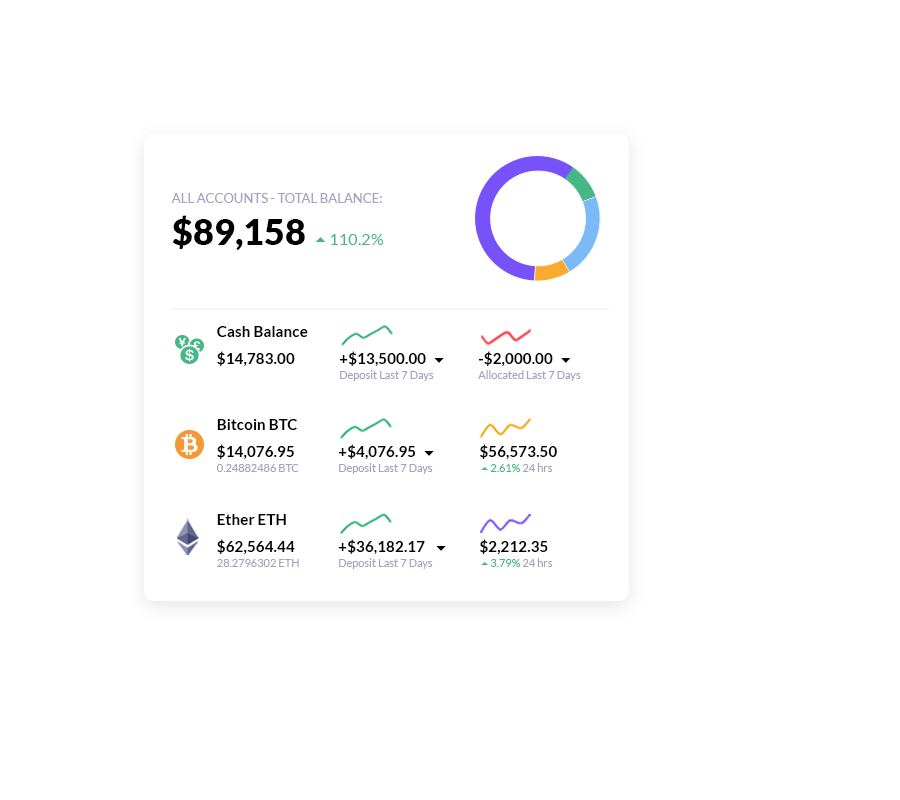 ALL ACCOUNTS - TOTAL BALANCE:
$89,158 110.2%
Cash Balance
$14,783.00
+$13,500.00
Deposit Last 7 Days
-$2,000.00
Allocated Last 7 Days
Bitcoin BTC
$14,076.95
0.24882486 BTC
+$4,076.95
Deposit Last 7 Days
$56,573.50
2.61% 24 hrs
Ether ETH
$62,564.44
28.2796302 ETH
+$36,182.17
Deposit Last 7 Days
$2,212.35
3.79% 24 hrs